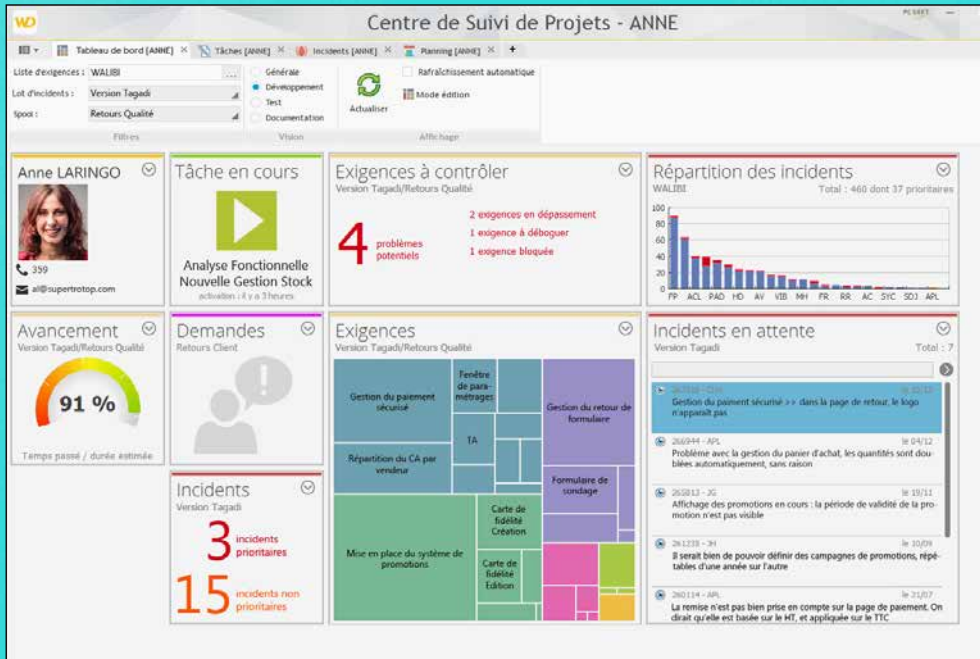 WD
Centre de Suivi de Projets - ANNE
Tableau de bord [ANNE]
Tâches [ANNE]
Incidents [ANNE]
Planning [ANNE]
Liste d'exigences : WALIBI
Lot d'incidents : Version Tagadi
Spool : Retours Qualité
Filtres
Générale
Développement
Test
Documentation
Vision
Actualiser
Rafraîchissement automatique
Mode édition
Affichage
Anne LARINGO
359
al@supertrotop.com
Tâche en cours
Analyse Fonctionnelle
Nouvelle Gestion Stock
activation : il y a 3 heures
Exigences à contrôler
Version Tagadi/Retours Qualité
4 problèmes
potentiels
2 exigences en dépassement
1 exigence à déboguer
1 exigence bloquée
Répartition des incidents
WALIBI
Total : 460 dont 37 prioritaires
100
80
60
40
20
0
FP ACL PAD HD AV VIB MH FR RR AC SYC SDJ APL
Avancement
Version Tagadi/Retours Qualité
91 %
Temps passé / durée estimée
Demandes
Retours Client
Incidents
Version Tagadi
3 incidents
prioritaires
15 incidents non
prioritaires
Exigences
Version Tagadi/Retours Qualité
Gestion du paiement
sécurisé
Fenêtre
de para-
métrages
TA
Répartition du CA par
vendeur
Gestion du retour de
formulaire
Formulaire de
sondage
Mise en place du système de
promotions
Carte de
fidélité
Création
Carte de
fidélité
Edition
Incidents en attente
Version Tagadi
Total : 7
Gestion du paiment sécurisé >> dans la page de retour, le logo
n'apparaît pas
266944 - APL
le 04/12
Problème avec la gestion du panier d'achat, les quantités sont dou-
blées automatiquement, sans raison
265813 - JG
le 19/11
Affichage des promotions en cours : la période de validité de la pro-
motion n'est pas visible
261233 - JH
le 10/09
Il serait bien de pouvoir définir des campagnes de promotions, répé-
tables d'une année sur l'autre
260114 - APL
le 21/07
La remise n'est pas bien prise en compte sur la page de paiement. On
dirait qu'elle est basée sur le HT, et appliquée sur le TTC